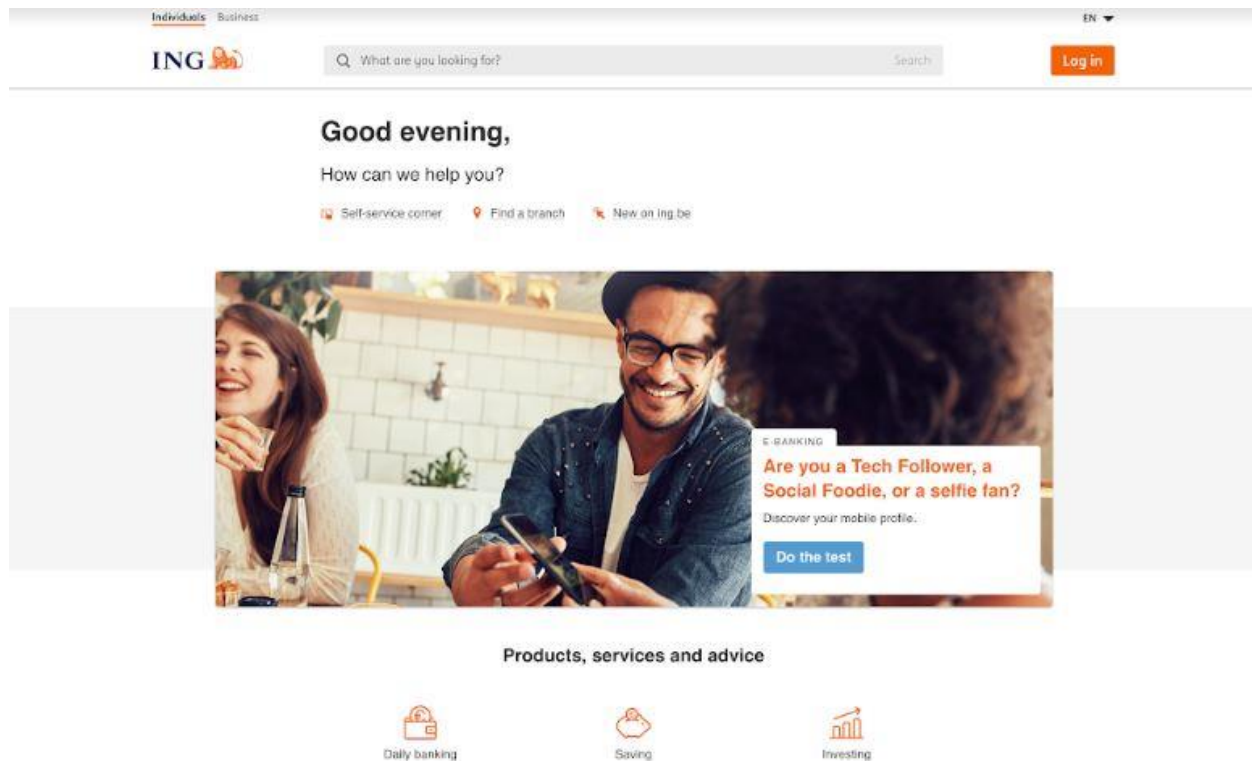 Individuals Business
EN
ING
What are you looking for?
Search
Log in
Good evening,
How can we help you?
Self-service corner
Find a branch
New on ing.be
E-BANKING
Are you a Tech Follower, a
Social Foodie, or a selfie fan?
Discover your mobile profile.
Do the test
Products, services and advice
Daily banking
Saving
Investing